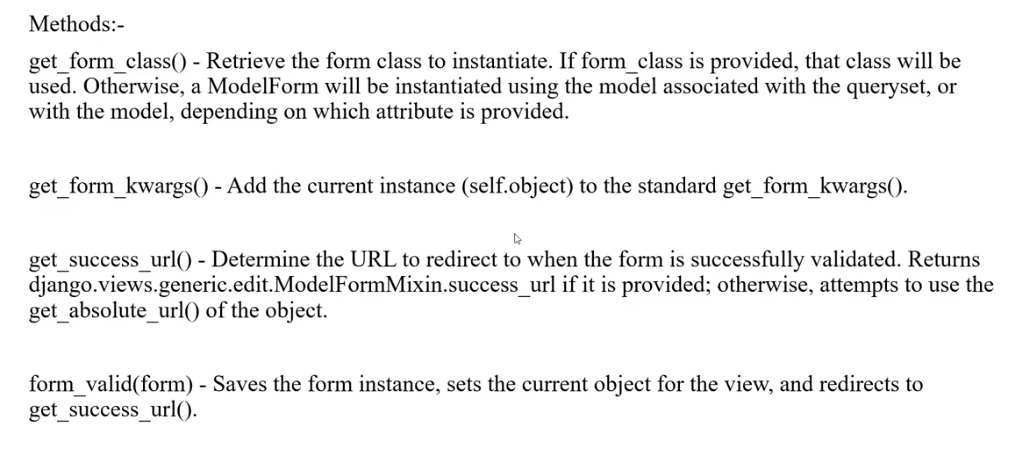 Methods:-
get_form_class() - Retrieve the form class to instantiate. If form_class is provided, that class will be
used. Otherwise, a ModelForm will be instantiated using the model associated with the queryset, or
with the model, depending on which attribute is provided.
get_form_kwargs() - Add the current instance (self.object) to the standard get_form_kwargs().
get_success_url() - Determine the URL to redirect to when the form is successfully validated. Returns
django.views.generic.edit.ModelFormMixin.success_url if it is provided; otherwise, attempts to use the
get_absolute_url() of the object.
form_valid(form) - Saves the form instance, sets the current object for the view, and redirects to
get_success_url().